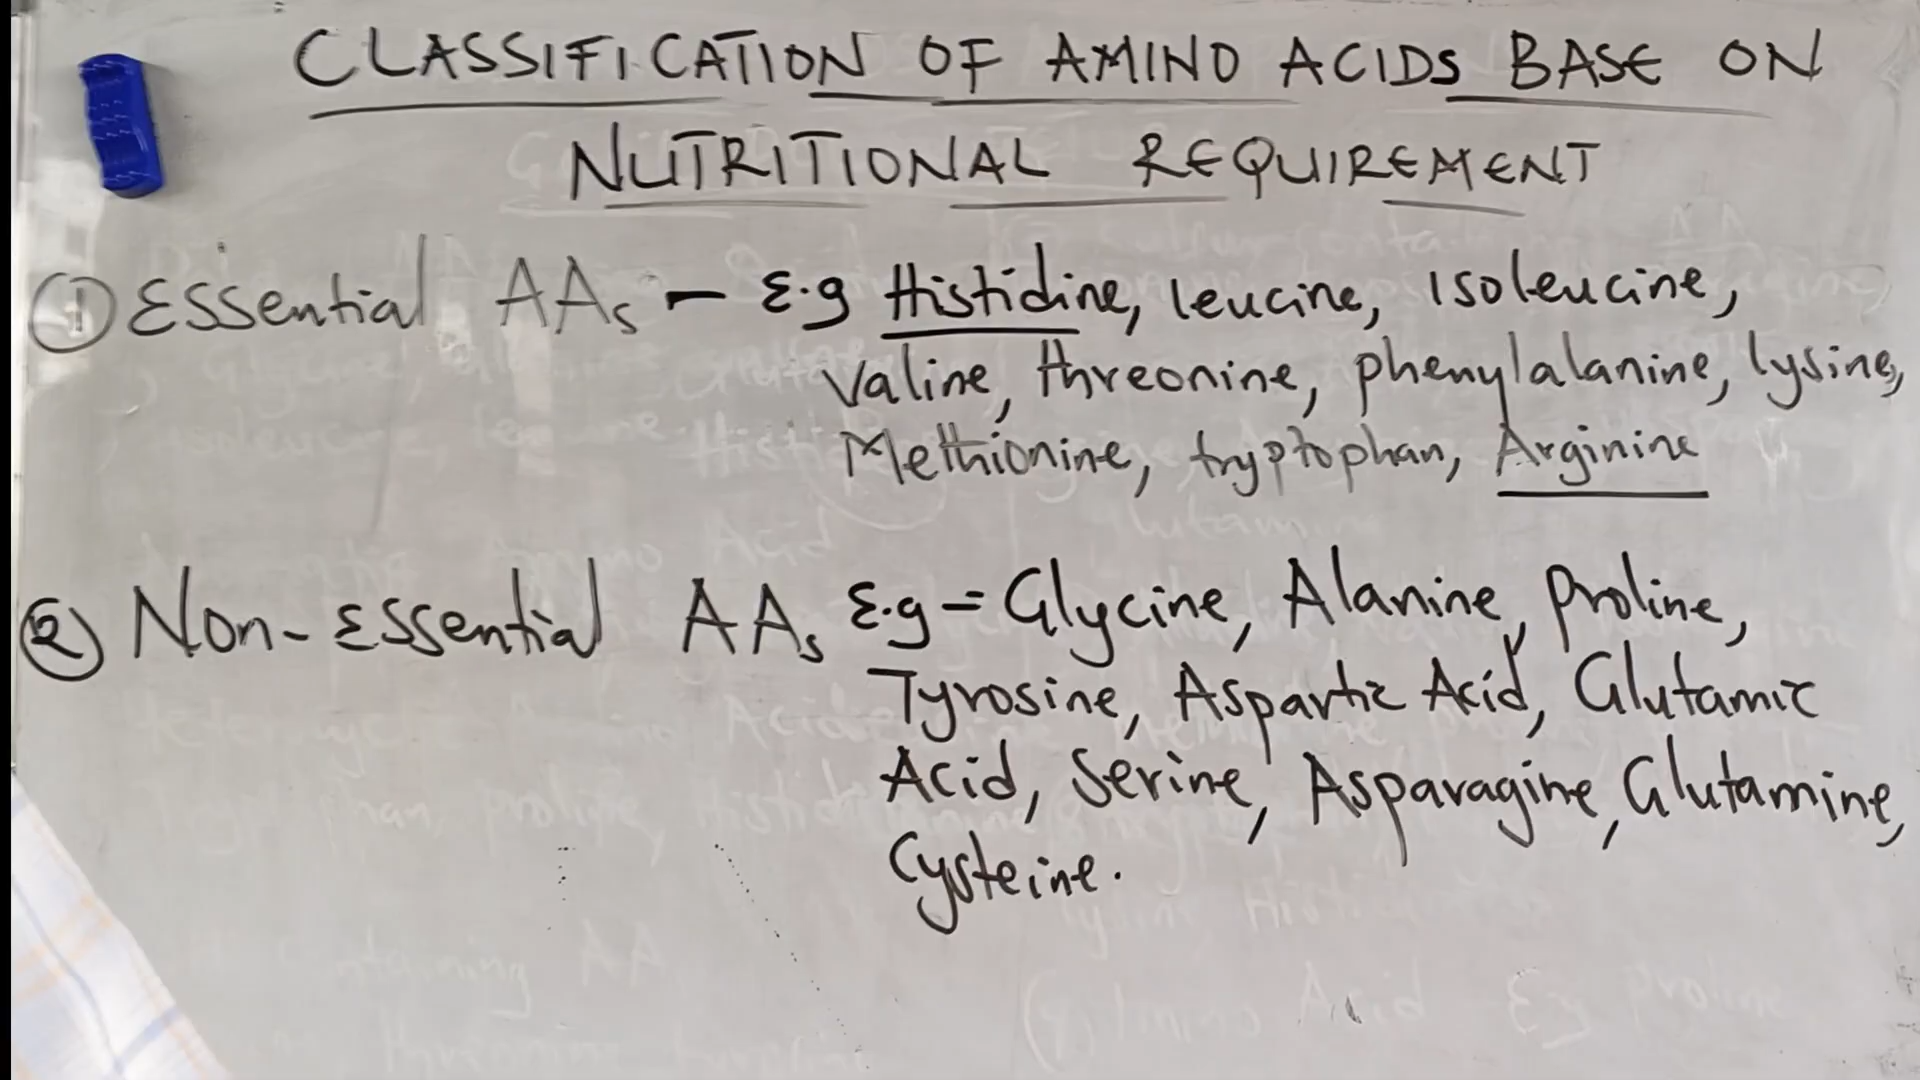 CLASSIFICATION OF AMINO ACIDS BASE ON
NUTRITIONAL REQUIREMENT
① Essential AAs - E.g Histidine, leucine, Isoleucine,
Valine, threonine, phenylalanine, lysine,
Methionine, tryptophan, Arginine
② Non-Essential AAs E.g = Glycine, Alanine, Proline,
Tyrosine, Aspartic Acid, Glutamic
Acid, Serine, Asparagine, Glutamine,
Cysteine.